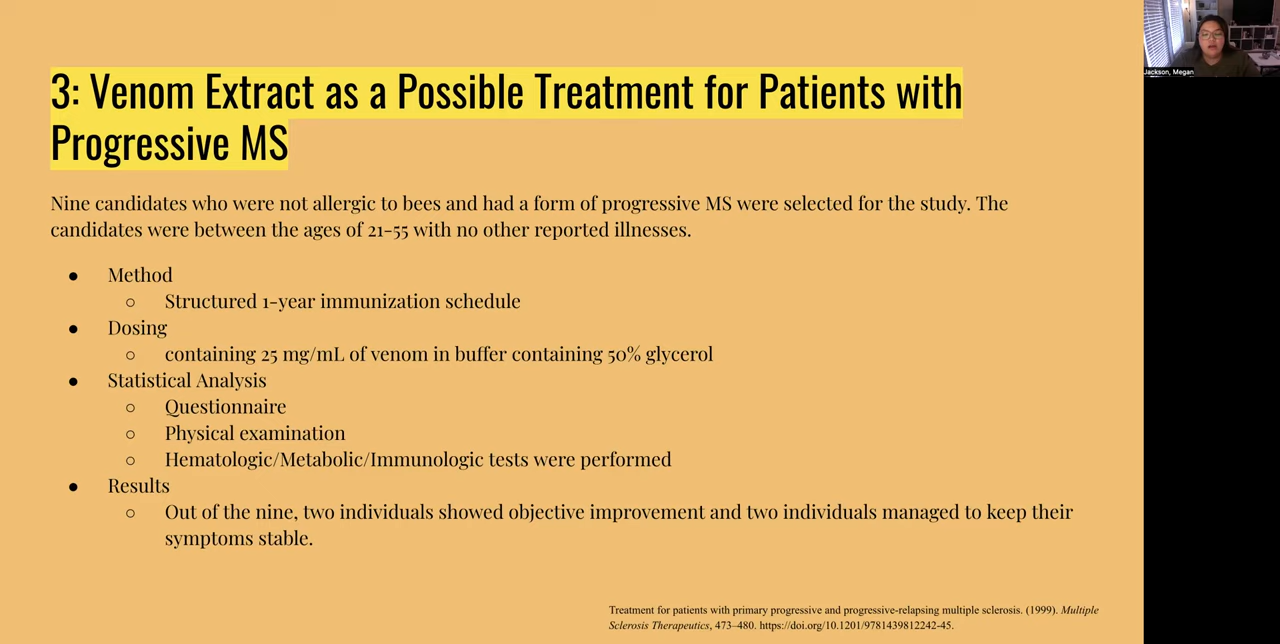 3: Venom Extract as a Possible Treatment for Patients with
Progressive MS
Nine candidates who were not allergic to bees and had a form of progressive MS were selected for the study. The
candidates were between the ages of 21-55 with no other reported illnesses.
● Method
○ Structured 1-year immunization schedule
● Dosing
○ containing 25 mg/mL of venom in buffer containing 50% glycerol
● Statistical Analysis
○ Questionnaire
○ Physical examination
○ Hematologic/Metabolic/Immunologic tests were performed
● Results
○ Out of the nine, two individuals showed objective improvement and two individuals managed to keep their
symptoms stable.
Treatment for patients with primary progressive and progressive-relapsing multiple sclerosis. (1999). Multiple
Sclerosis Therapeutics, 473–480. https://doi.org/10.1201/9781439812242-45.
Jackson, Megan